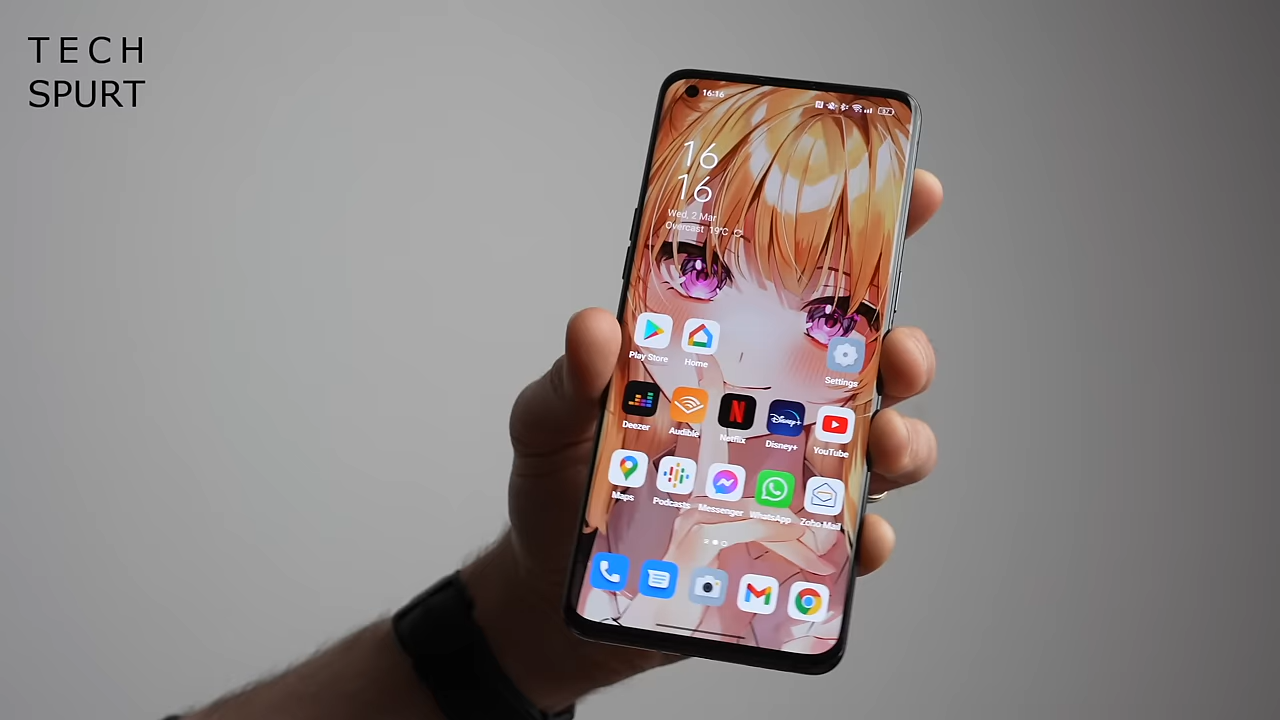 TECH
SPURT
16:16
57
16
16
Wed, 2 Mar
Overcast 19°C
Play Store
Home
Settings
Deezer
Audible
Netflix
Disney+
YouTube
Maps
Podcasts
Messenger
WhatsApp
Zoho Mail